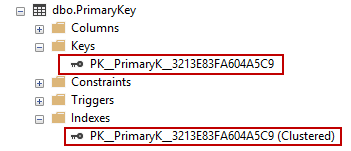 dbo.PrimaryKey
Columns
Keys
PK__PrimaryK__3213E83FA604A5C9
Constraints
Triggers
Indexes
PK__PrimaryK__3213E83FA604A5C9 (Clustered)